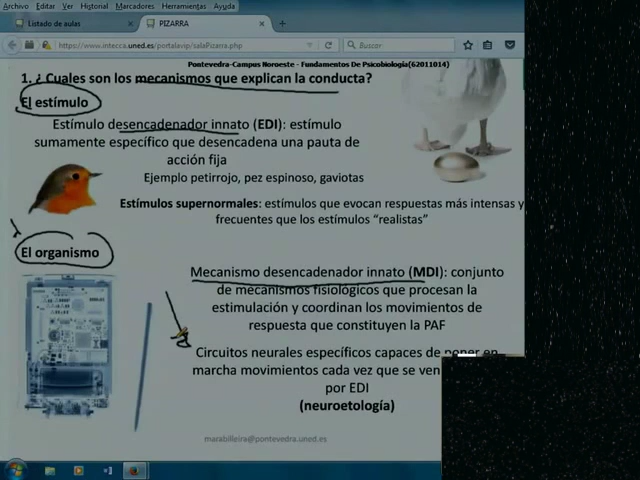 Archivo Editar Ver Historial Marcadores Herramientas Ayuda
Listado de aulas
PIZARRA
https://www.intecca.uned.es/portalavip/salaPizarra.php
Buscar
Pontevedra-Campus Noroeste - Fundamentos De Psicobiología(62011014)
1. ¿ Cuales son los mecanismos que explican la conducta?
El estímulo
Estímulo desencadenador innato (EDI): estímulo
sumamente específico que desencadena una pauta de
acción fija
Ejemplo petirrojo, pez espinoso, gaviotas
Estímulos supernormales: estímulos que evocan respuestas más intensas y
frecuentes que los estímulos "realistas"
El organismo
Mecanismo desencadenador innato (MDI): conjunto
de mecanismos fisiológicos que procesan la
estimulación y coordinan los movimientos de
respuesta que constituyen la PAF
Circuitos neurales específicos capaces de poner en
marcha movimientos cada vez que se ven
por EDI
(neuroetología)
marabilleira@pontevedra.uned.es